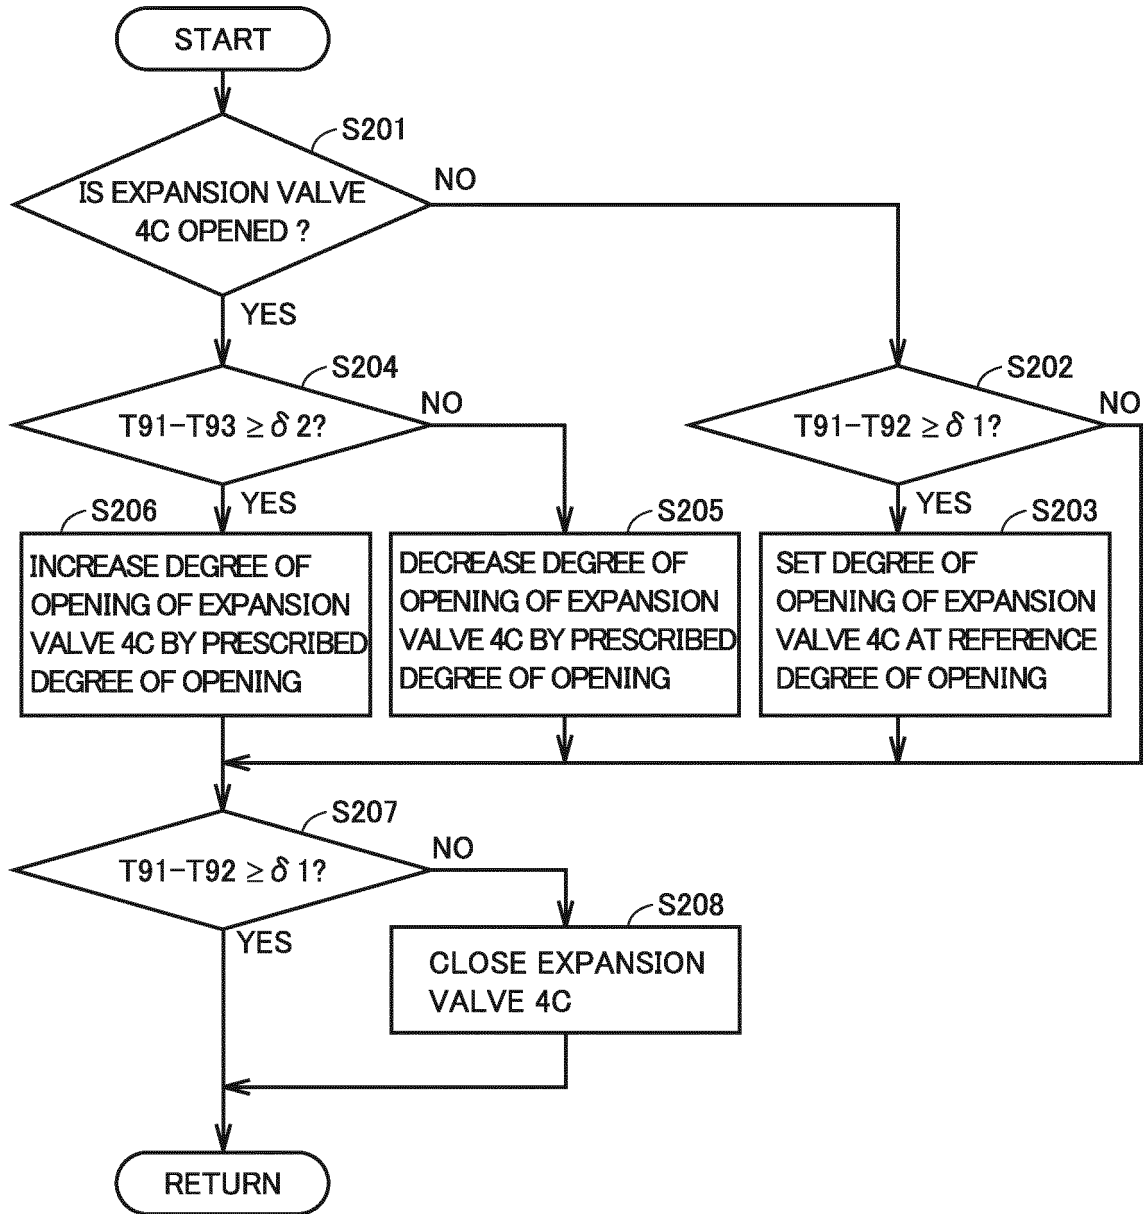 START
S201
IS EXPANSION VALVE
4C OPENED ?
NO
YES
S204
T91-T93 ≥ δ 2?
NO
YES
S202
T91-T92 ≥ δ 1?
NO
YES
S206
INCREASE DEGREE OF
OPENING OF EXPANSION
VALVE 4C BY PRESCRIBED
DEGREE OF OPENING
S205
DECREASE DEGREE OF
OPENING OF EXPANSION
VALVE 4C BY PRESCRIBED
DEGREE OF OPENING
S203
SET DEGREE OF
OPENING OF EXPANSION
VALVE 4C AT REFERENCE
DEGREE OF OPENING
S207
T91-T92 ≥ δ 1?
NO
YES
S208
CLOSE EXPANSION
VALVE 4C
RETURN